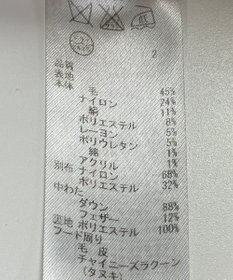 2
品質
表地
本体
毛 45%
ナイロン 24%
絹 11%
ポリエステル 8%
レーヨン 5%
ポリウレタン 5%
綿 1%
アクリル 1%
別布 ナイロン 68%
ポリエステル 32%
中わた
ダウン 88%
フェザー 12%
裏地 ポリエステル 100%
フード周り
毛皮
チャイニーズラクーン
(タヌキ)